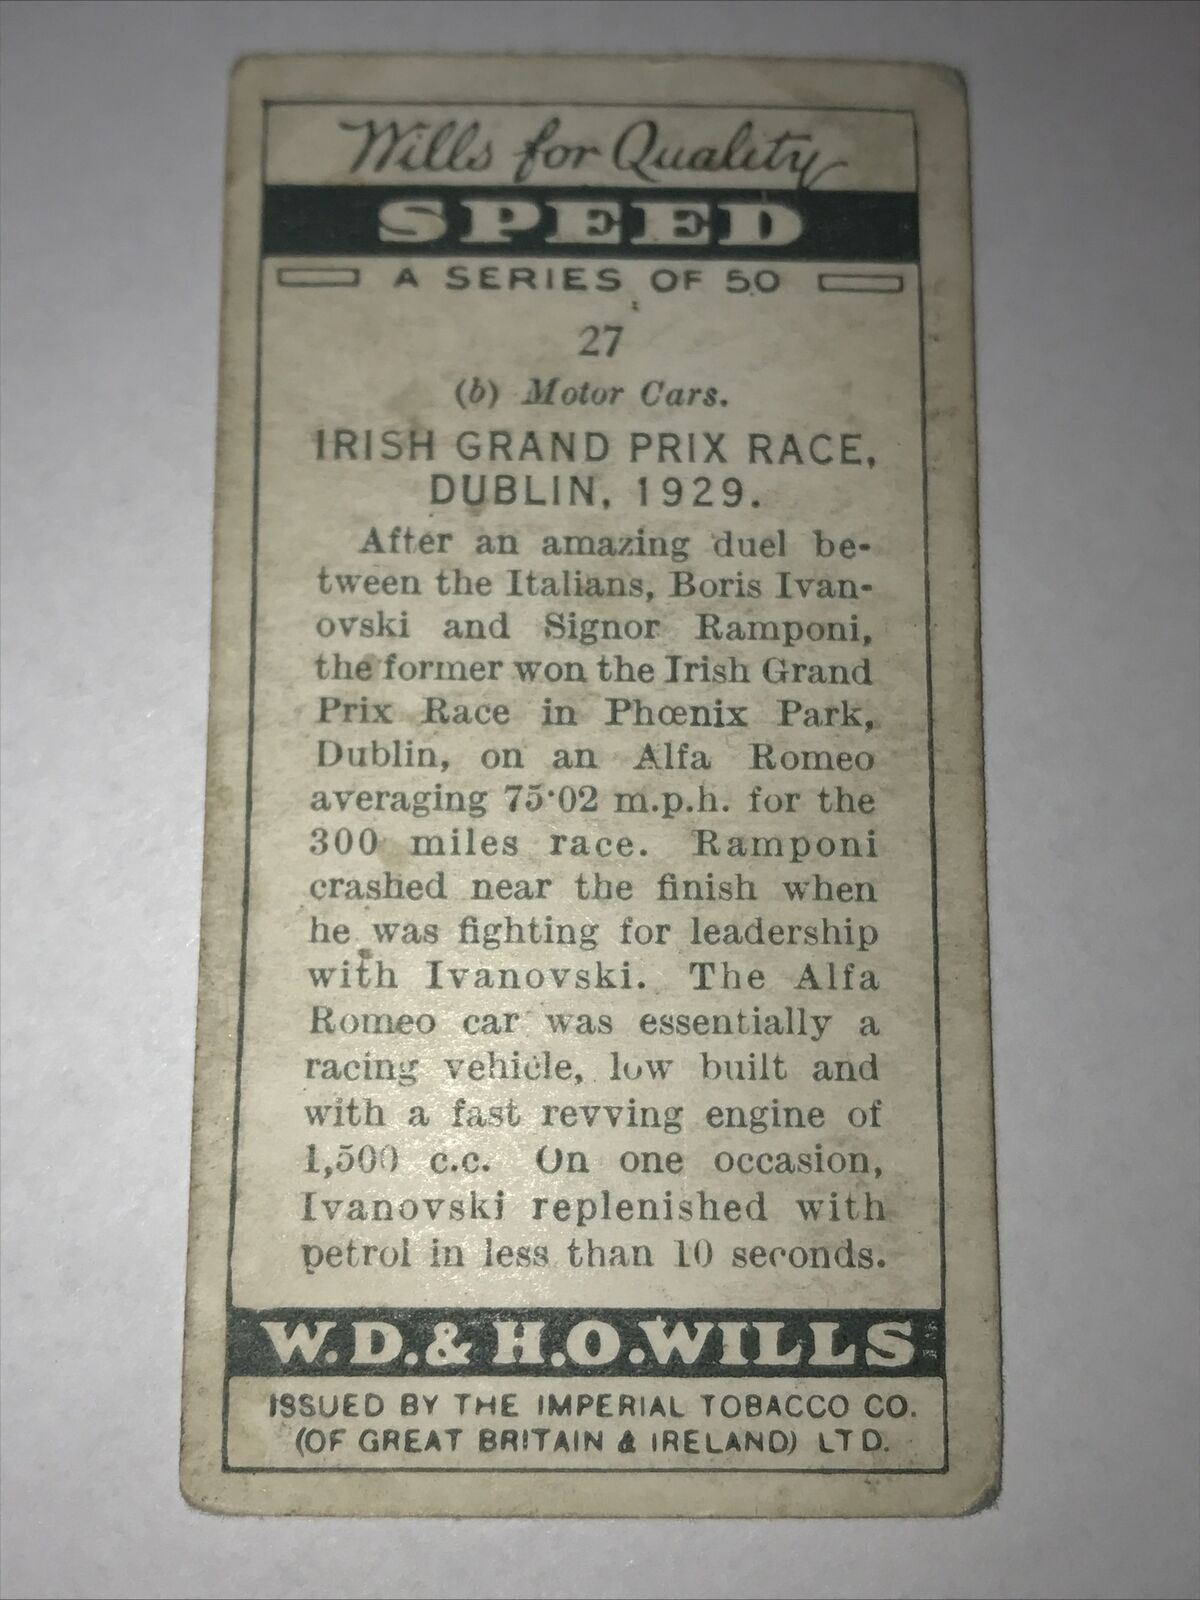 Wills for Quality
SPEED
A SERIES OF 50
27
(b) Motor Cars.
IRISH GRAND PRIX RACE,
DUBLIN, 1929.
After an amazing duel be-
tween the Italians, Boris Ivan-
ovski and Signor Ramponi,
the former won the Irish Grand
Prix Race in Phœnix Park,
Dublin, on an Alfa Romeo
averaging 75·02 m.p.h. for the
300 miles race. Ramponi
crashed near the finish when
he was fighting for leadership
with Ivanovski. The Alfa
Romeo car was essentially a
racing vehicle, low built and
with a fast revving engine of
1,500 c.c. On one occasion,
Ivanovski replenished with
petrol in less than 10 seconds.
W.D. & H.O. WILLS
ISSUED BY THE IMPERIAL TOBACCO CO.
(OF GREAT BRITAIN & IRELAND) LTD.